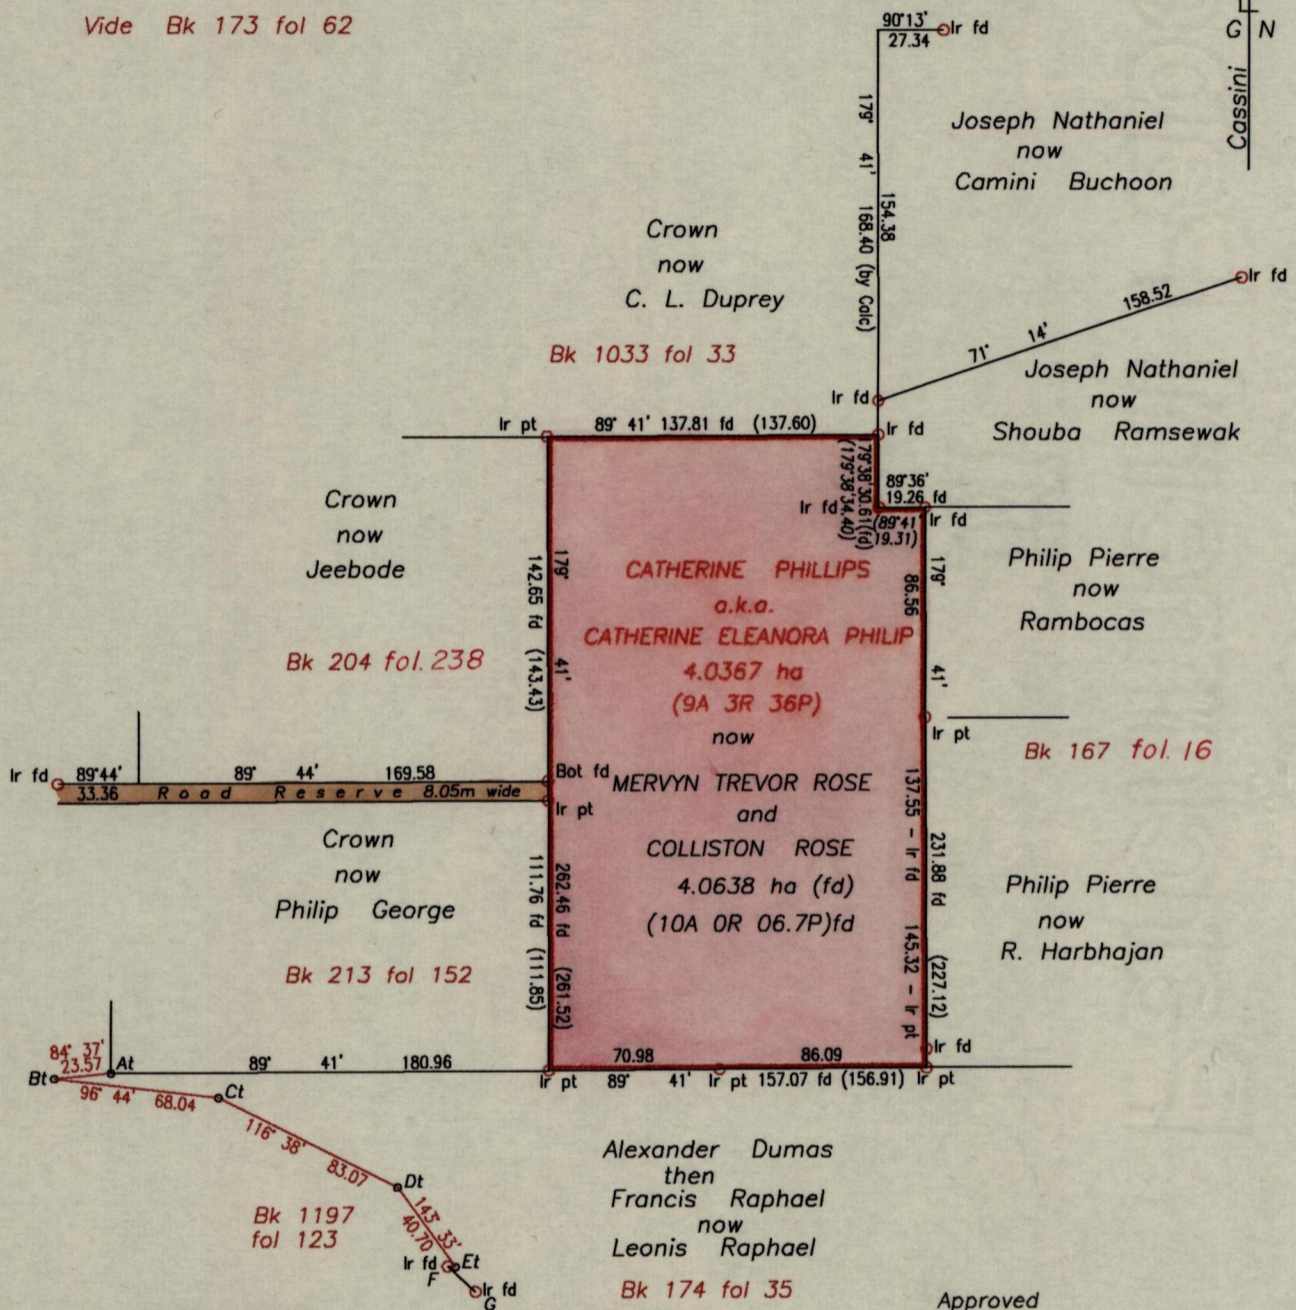 Vide Bk 173 fol 62
90°13'
27.34
Ir fd
G N
Cassini
179° 41'
154.38
168.40 (by Calc)
Joseph Nathaniel
now
Camini Buchoon
Crown
now
C. L. Duprey
Bk 1033 fol 33
Ir fd
158.52
71° 14'
Ir fd
Joseph Nathaniel
now
Shouba Ramsewak
Ir pt
89° 41' 137.81 fd (137.60)
Ir fd
179°38'30.61(fd)
(179°38'34.40)
89°36'
19.26 fd
Ir fd
(89°41'
19.31)
Ir fd
Crown
now
Jeebode
Bk 204 fol. 238
179° 41'
142.65 fd (143.43)
CATHERINE PHILLIPS
a.k.a.
CATHERINE ELEANORA PHILIP
4.0367 ha
(9A 3R 36P)
now
MERVYN TREVOR ROSE
and
COLLISTON ROSE
4.0638 ha (fd)
(10A 0R 06.7P)fd
179° 41'
86.56
Philip Pierre
now
Rambocas
Ir pt
Bk 167 fol. 16
Ir fd
89°44'
33.36
89° 44' 169.58
Road Reserve 8.05m wide
Bot fd
Ir pt
Crown
now
Philip George
Bk 213 fol 152
111.76 fd (111.85)
262.46 fd (261.52)
137.55 - Ir fd
145.32 - Ir pt
231.88 fd (227.12)
Philip Pierre
now
R. Harbhajan
Ir fd
84° 37'
23.57
At
89° 41' 180.96
70.98 86.09
Ir pt 89° 41' Ir pt 157.07 fd (156.91) Ir pt
Bt
96° 44' 68.04
Ct
116° 38' 83.07
Dt
143° 33'
40.70
Bk 1197
fol 123
Ir fd
F
Et
Ir fd
G
Alexander Dumas
then
Francis Raphael
now
Leonis Raphael
Bk 174 fol 35
Approved